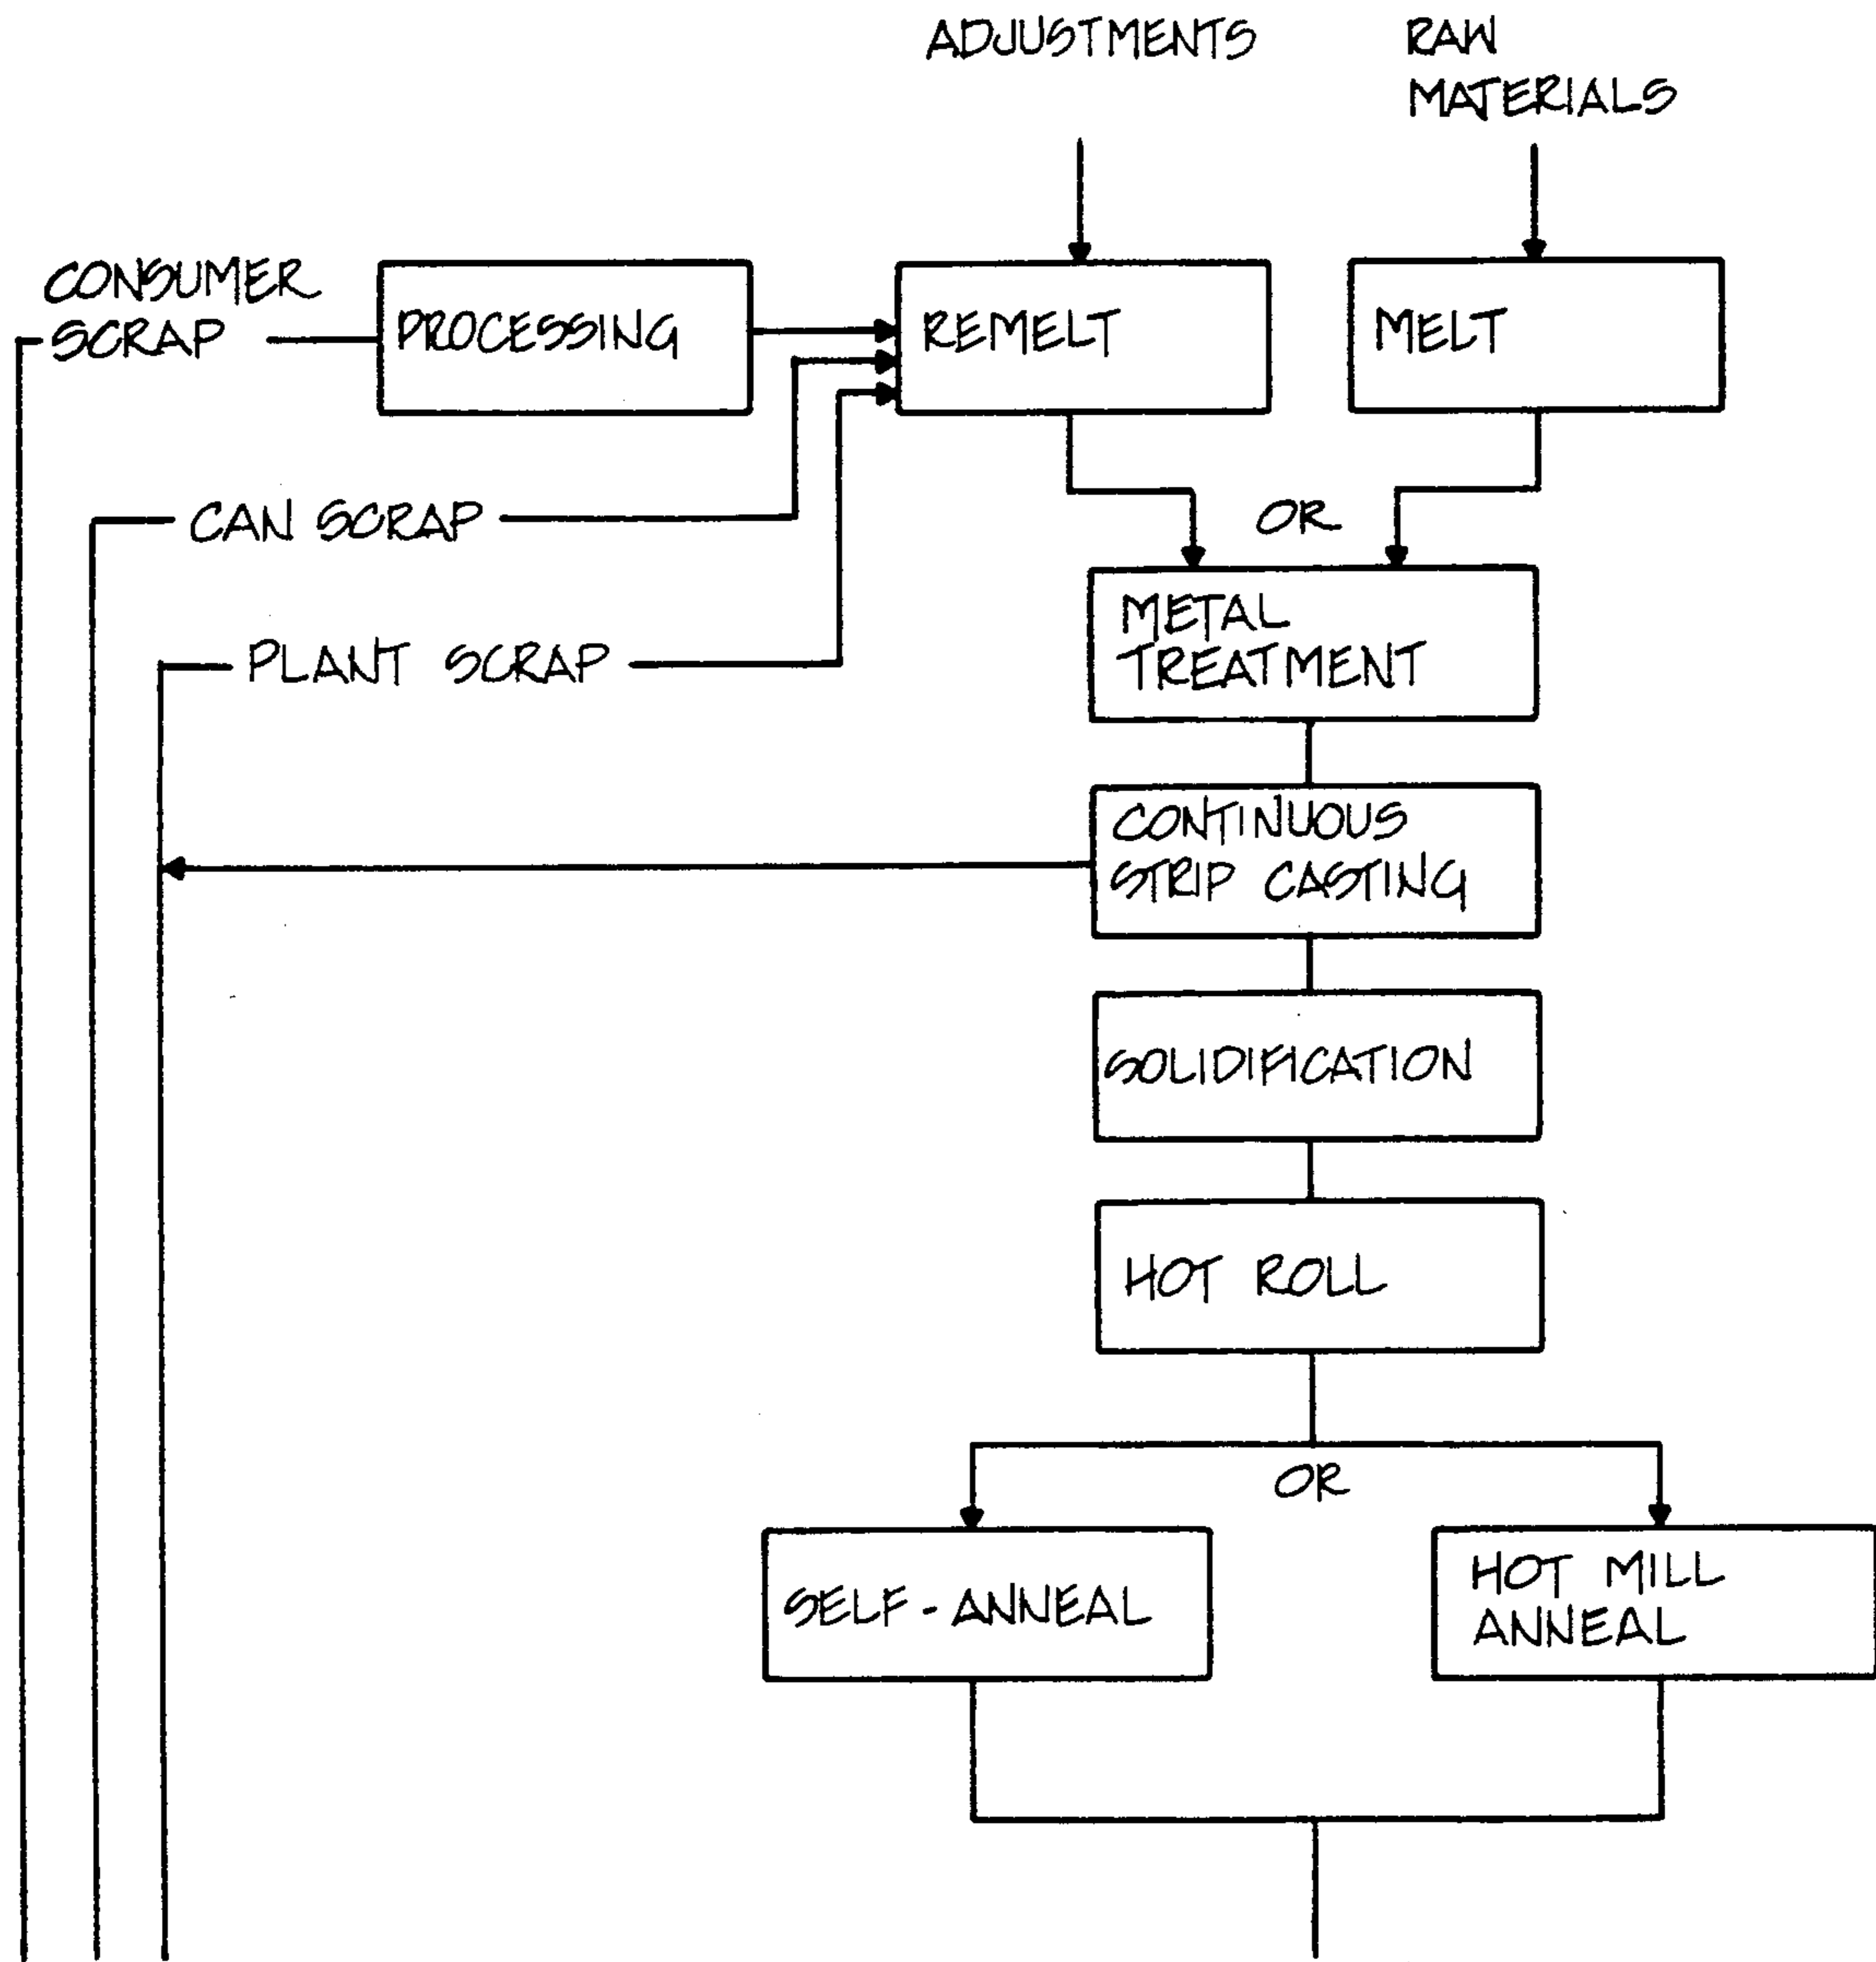 ADJUSTMENTS
RAW
MATERIALS
CONSUMER
SCRAP
PROCESSING
REMELT
MELT
CAN SCRAP
OR
METAL
TREATMENT
PLANT SCRAP
CONTINUOUS
STRIP CASTING
SOLIDIFICATION
HOT ROLL
OR
SELF-ANNEAL
HOT MILL
ANNEAL